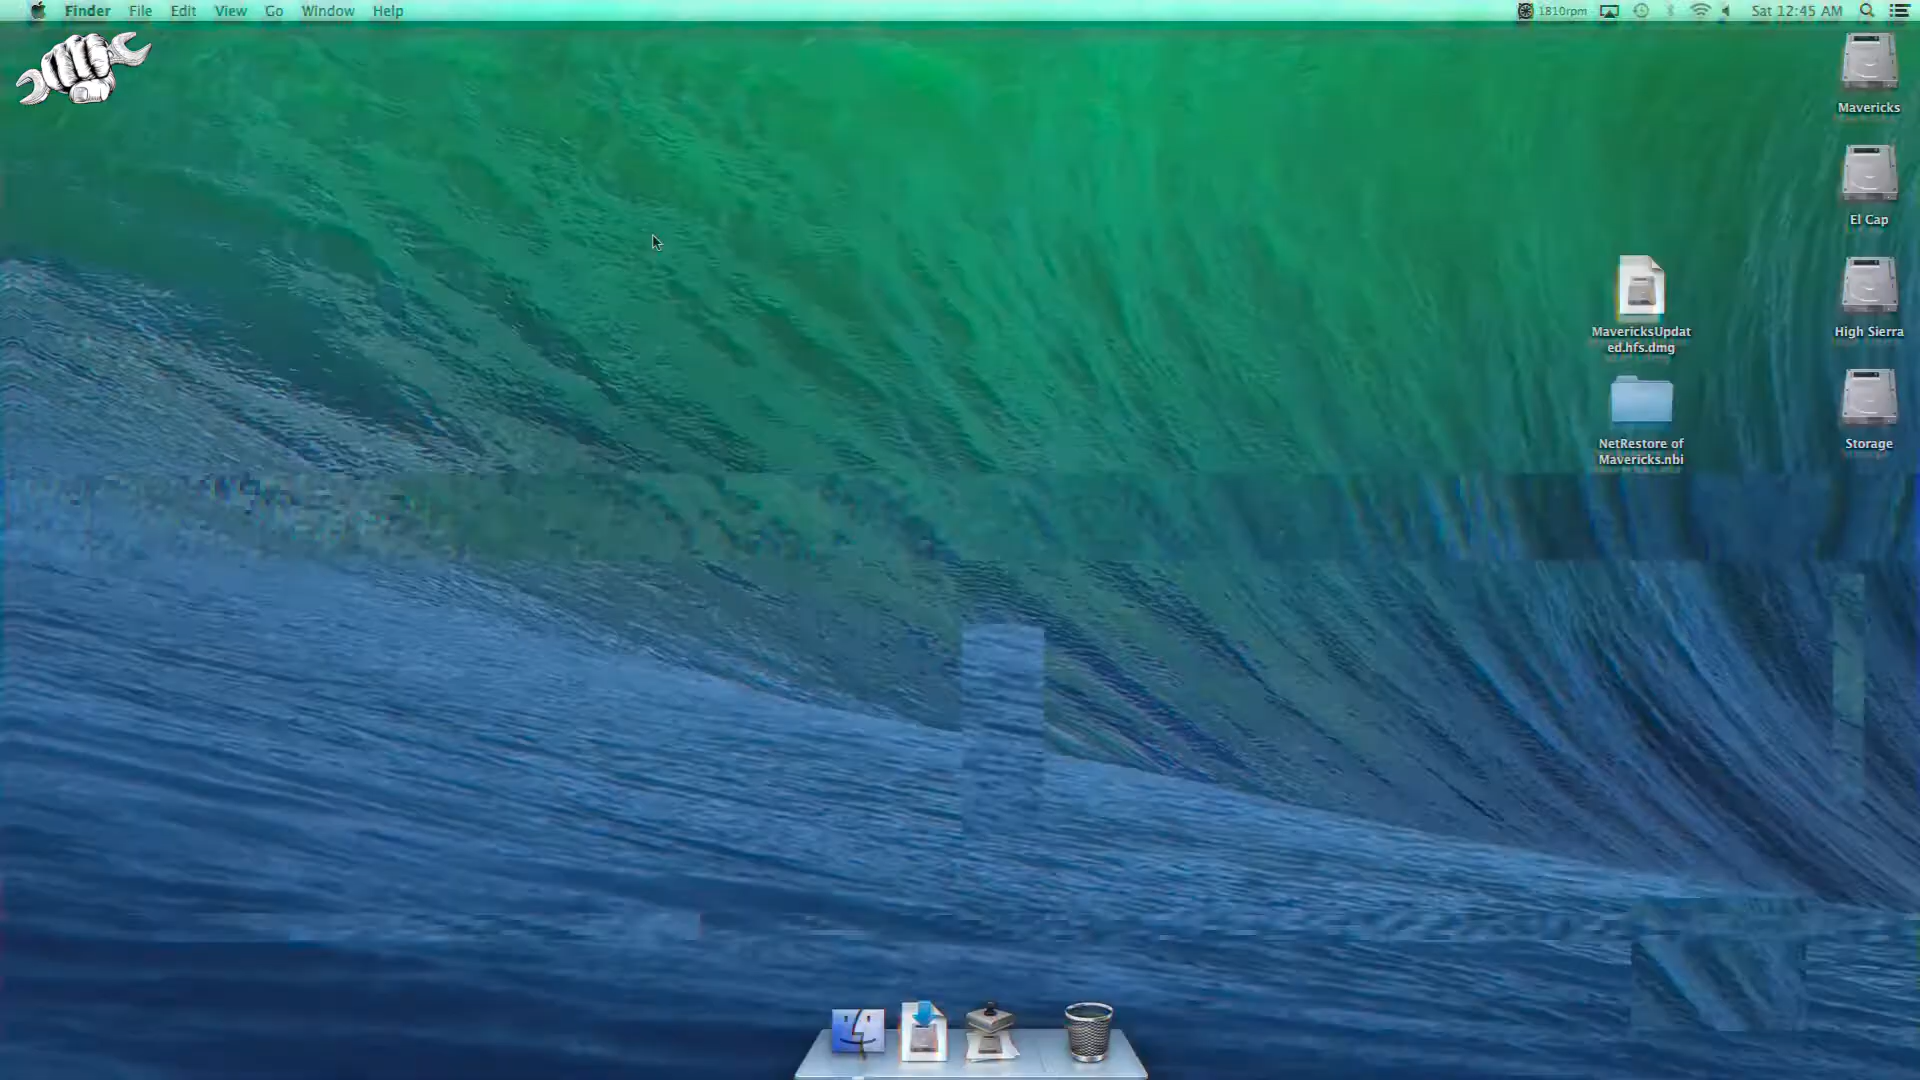 Finder File Edit View Go Window Help
1810rpm Sat 12:45 AM
Mavericks
El Cap
MavericksUpdat
ed.hfs.dmg
High Sierra
NetRestore of
Mavericks.nbi
Storage